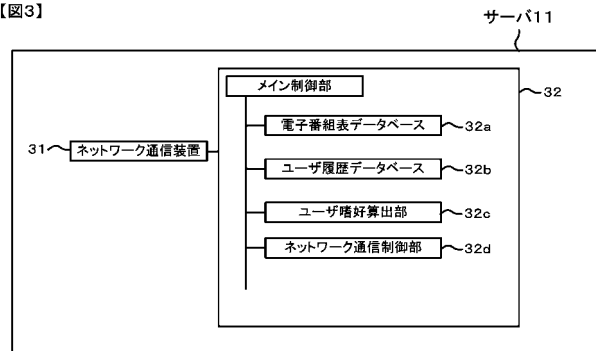 【図3】
サーバ11
メイン制御部
32
電子番組表データベース
32a
31
ネットワーク通信装置
ユーザ履歴データベース
32b
ユーザ嗜好算出部
32c
ネットワーク通信制御部
32d